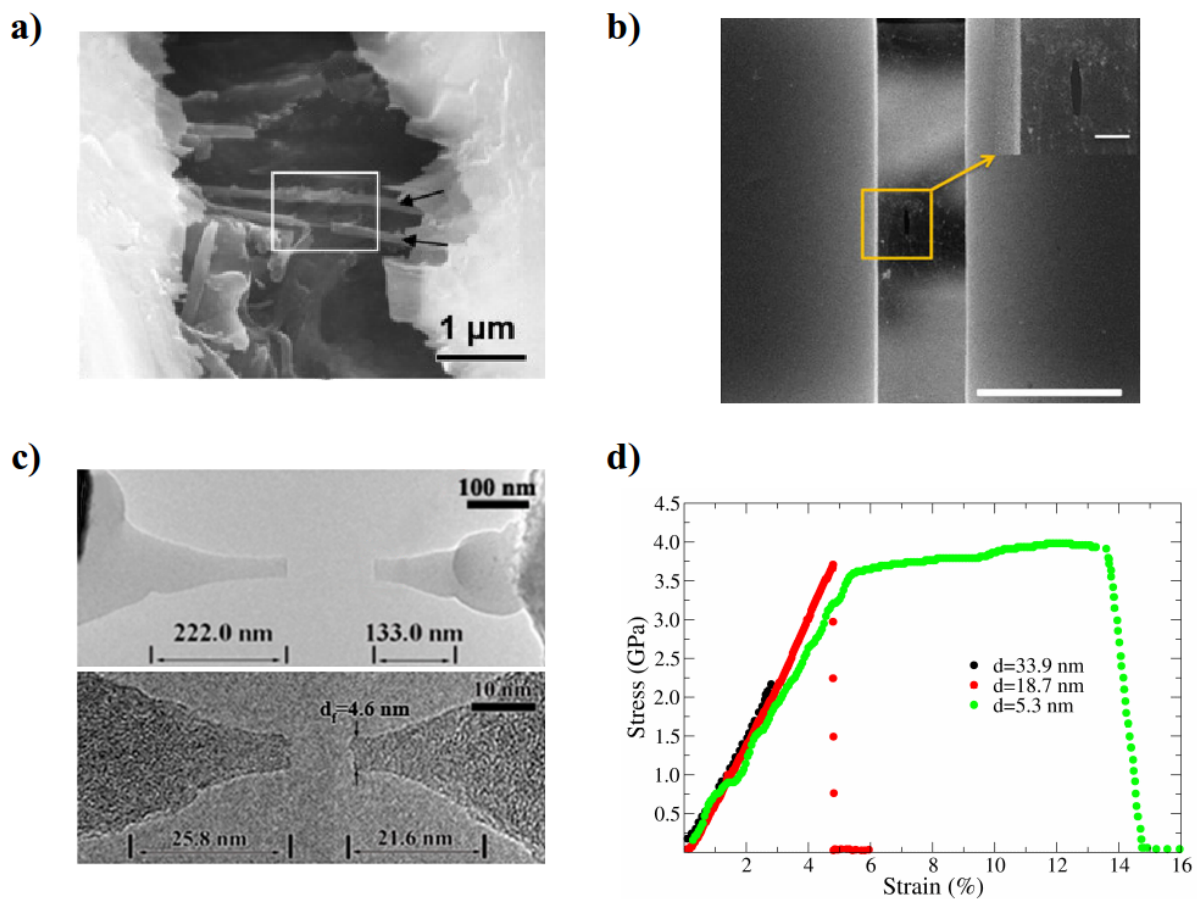 a)
1 μm
b)
c)
100 nm
222.0 nm
133.0 nm
10 nm
df=4.6 nm
25.8 nm
21.6 nm
d)
4.5
4.0
3.5
3.0
2.5
2.0
1.5
1.0
0.5
Stress (GPa)
d=33.9 nm
d=18.7 nm
d=5.3 nm
2 4 6 8 10 12 14 16
Strain (%)